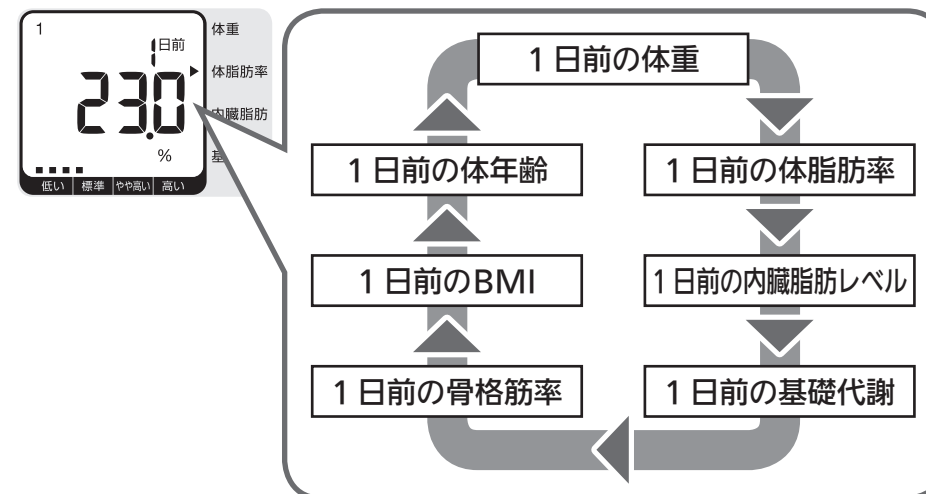 1
1日前
23.0
%
低い 標準 やや高い 高い
体重
体脂肪率
内臓脂肪
基
1日前の体重
1日前の体脂肪率
1日前の内臓脂肪レベル
1日前の基礎代謝
1日前の骨格筋率
1日前のBMI
1日前の体年齢